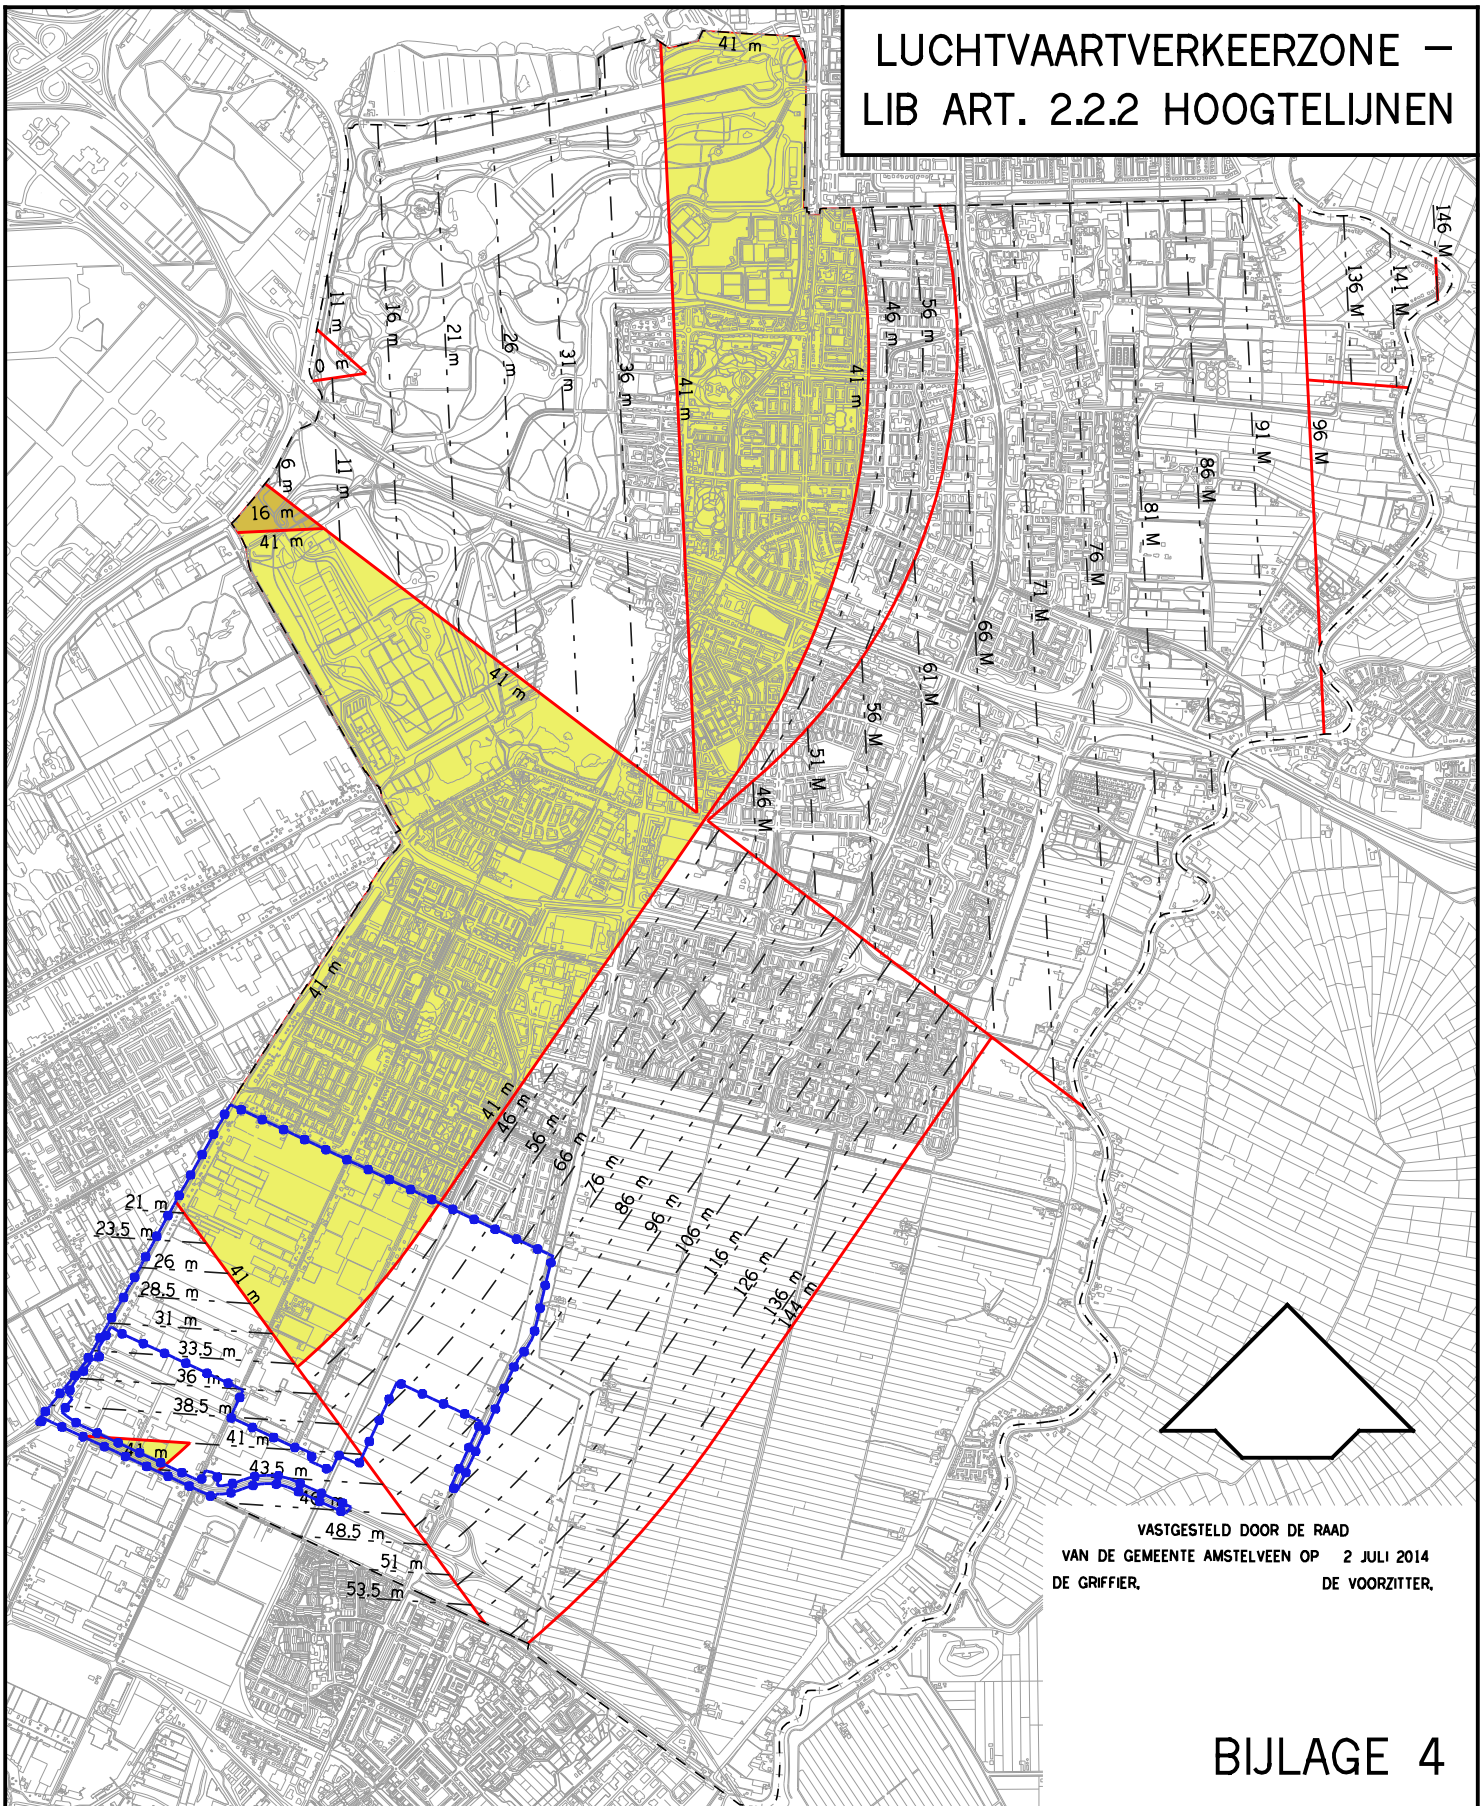 LUCHTVAARTVERKEERZONE –
LIB ART. 2.2.2 HOOGTELIJNEN
41 m
146 M
141 M
136 M
11 m
16 m
21 m
26 m
31 m
36 m
41 m
41 m
46 m
56 m
0 m
6 m
11 m
16 m
41 m
41 m
96 M
91 M
86 M
81 M
76 M
71 M
66 M
61 M
56 M
51 M
46 M
41 m
41 m
46 m
56 m
66 m
76 m
86 m
96 m
106 m
116 m
126 m
136 m
144 m
21 m
23.5 m
26 m
28.5 m
31 m
33.5 m
36 m
38.5 m
41 m
41 m
41 m
43.5 m
46 m
48.5 m
51 m
53.5 m
VASTGESTELD DOOR DE RAAD
VAN DE GEMEENTE AMSTELVEEN OP 2 JULI 2014
DE GRIFFIER, DE VOORZITTER,
BIJLAGE 4